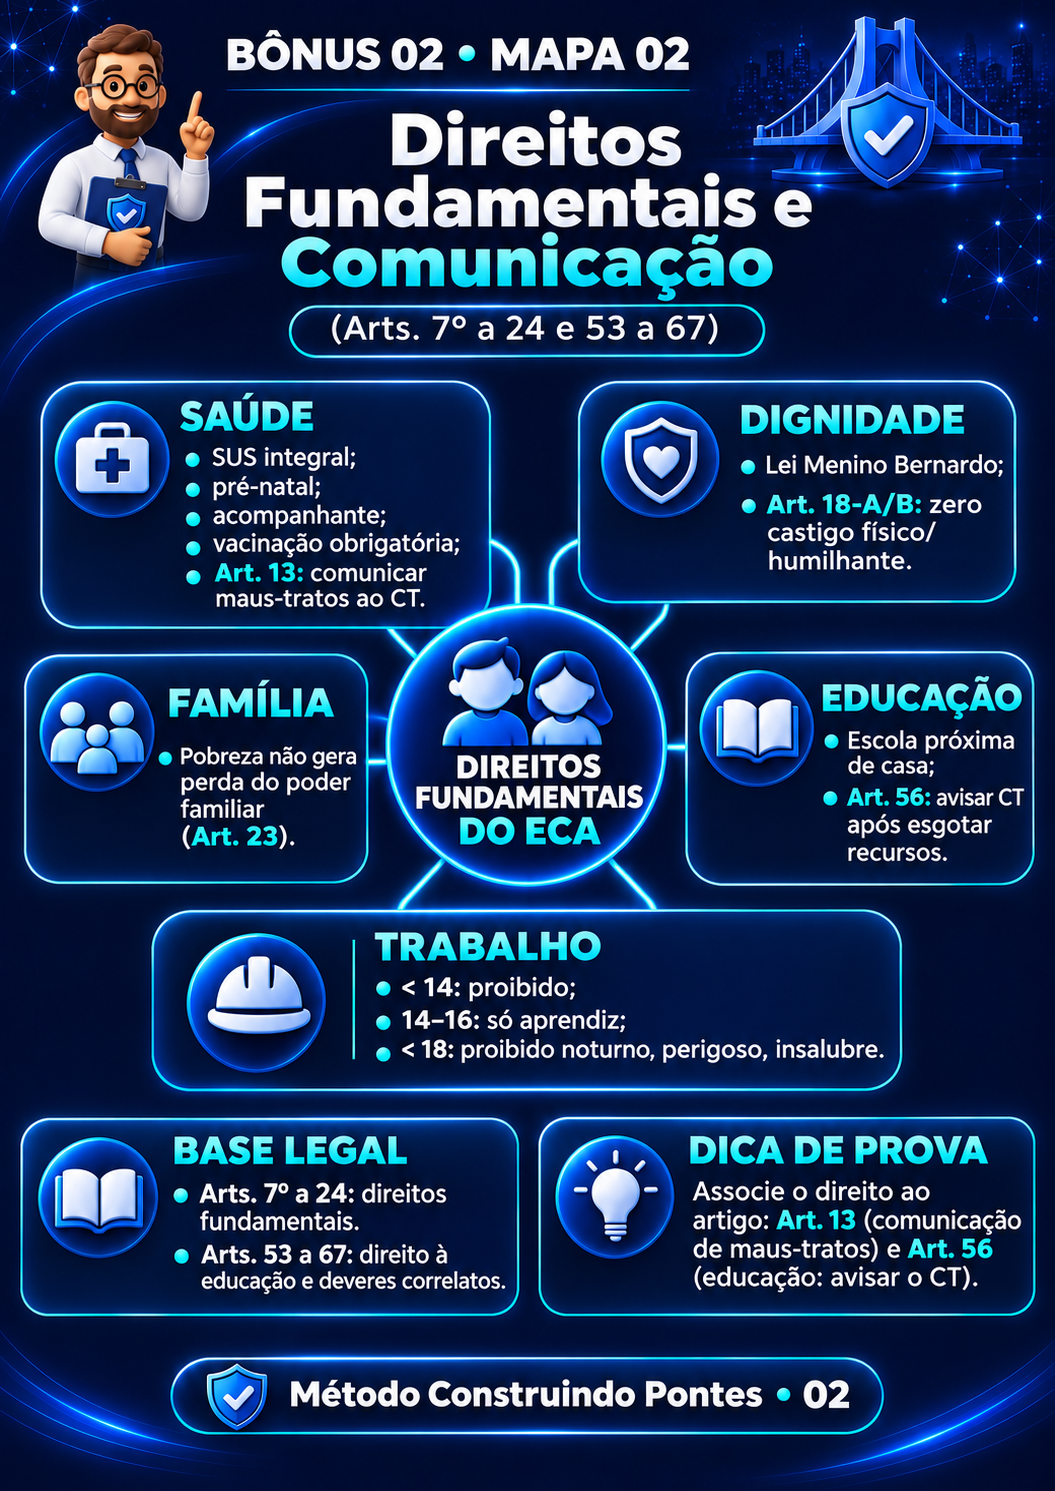 BÔNUS 02 • MAPA 02
Direitos
Fundamentais e
Comunicação
(Arts. 7º a 24 e 53 a 67)
SAÚDE
• SUS integral;
• pré-natal;
• acompanhante;
• vacinação obrigatória;
• Art. 13: comunicar
maus-tratos ao CT.
DIGNIDADE
• Lei Menino Bernardo;
• Art. 18-A/B: zero
castigo físico/
humilhante.
FAMÍLIA
• Pobreza não gera
perda do poder
familiar
(Art. 23).
DIREITOS
FUNDAMENTAIS
DO ECA
EDUCAÇÃO
• Escola próxima
de casa;
• Art. 56: avisar CT
após esgotar
recursos.
TRABALHO
• < 14: proibido;
• 14–16: só aprendiz;
• < 18: proibido noturno, perigoso, insalubre.
BASE LEGAL
• Arts. 7º a 24: direitos
fundamentais.
• Arts. 53 a 67: direito à
educação e deveres correlatos.
DICA DE PROVA
Associe o direito ao
artigo: Art. 13 (comunicação
de maus-tratos) e Art. 56
(educação: avisar o CT).
Método Construindo Pontes • 02